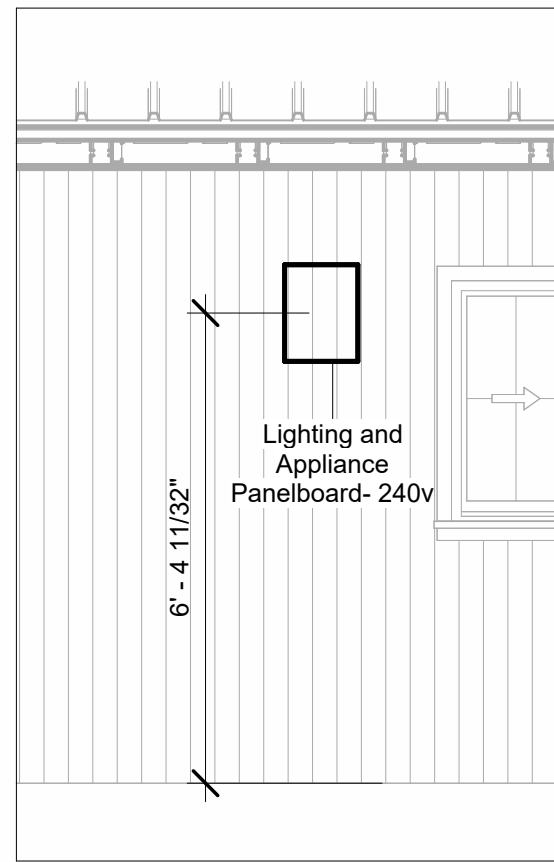 Lighting and
Appliance
Panelboard- 240v
6' - 4 11/32"